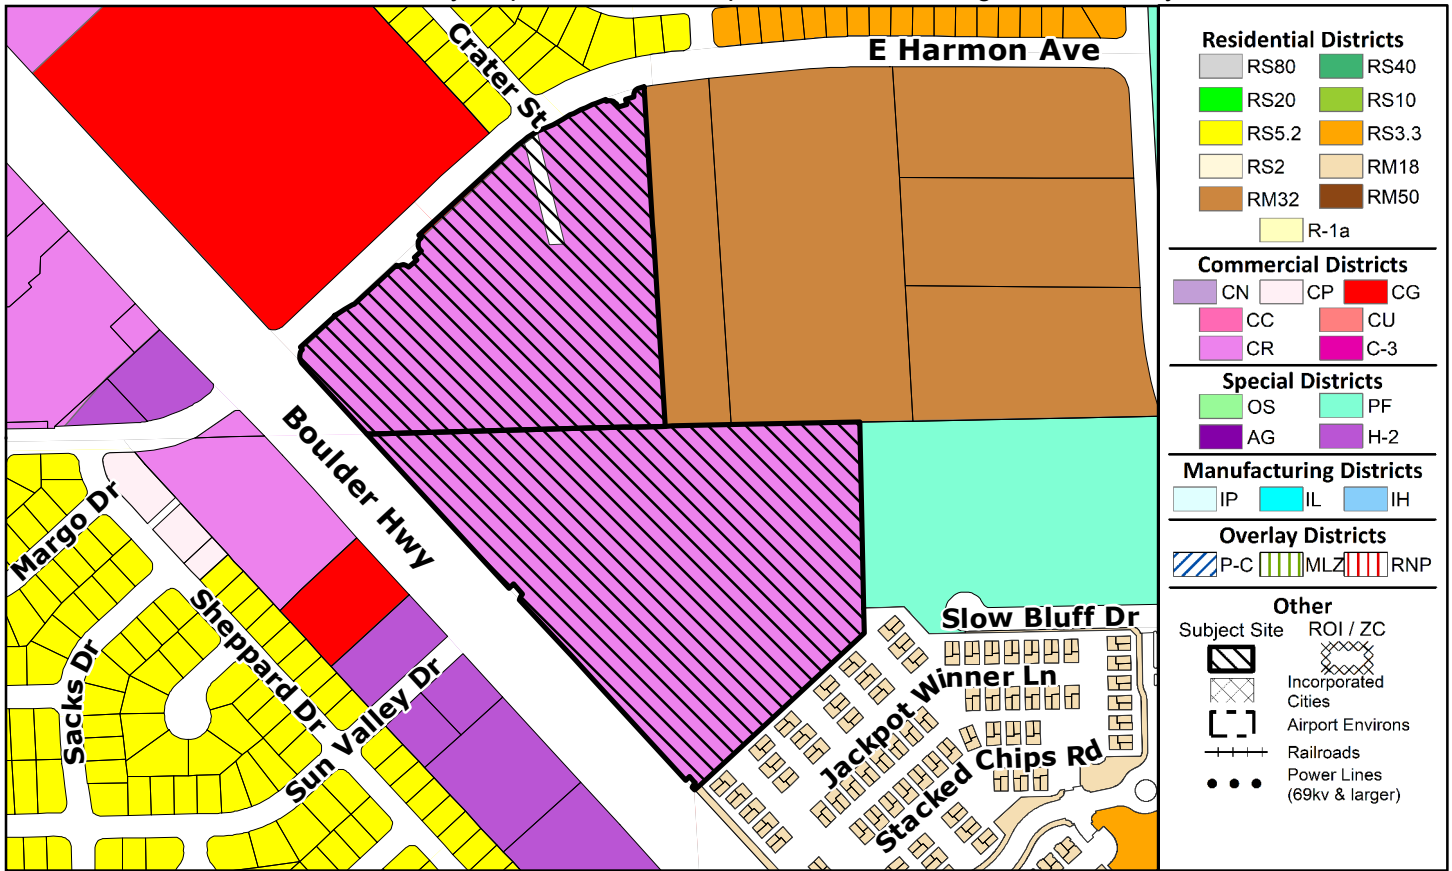 E Harmon Ave
Crater St
Boulder Hwy
Margo Dr
Sheppard Dr
Sacks Dr
Sun Valley Dr
Slow Bluff Dr
Jackpot Winner Ln
Stacked Chips Rd
Residential Districts
RS80 RS40
RS20 RS10
RS5.2 RS3.3
RS2 RM18
RM32 RM50
R-1a
Commercial Districts
CN CP CG
CC CU
CR C-3
Special Districts
OS PF
AG H-2
Manufacturing Districts
IP IL IH
Overlay Districts
P-C MLZ RNP
Other
Subject Site ROI / ZC
Incorporated
Cities
Airport Environs
Railroads
Power Lines
(69kv & larger)